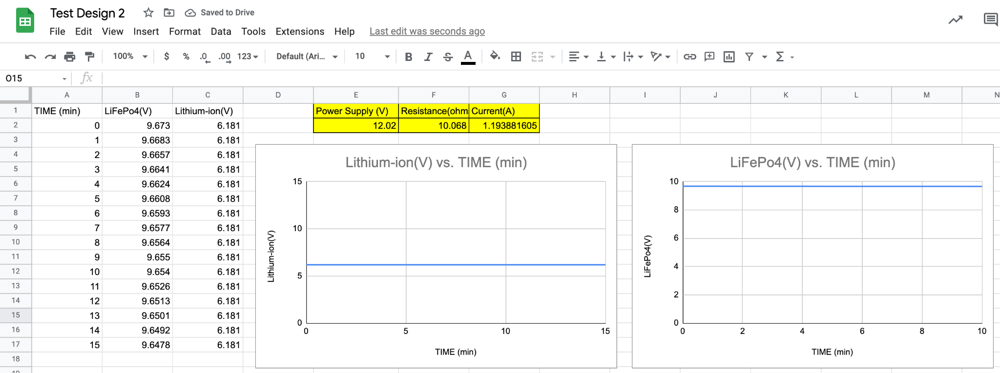 Test Design 2 Saved to Drive
File Edit View Insert Format Data Tools Extensions Help Last edit was seconds ago
100% $ % .0 .00 123 Default (Ari... 10 B I S A Σ
O15 fx
A B C D E F G H I J K L M N
1 TIME (min) LiFePo4(V) Lithium-ion(V) Power Supply (V) Resistance(ohm Current(A)
2 0 9.673 6.181 12.02 10.068 1.193881605
3 1 9.6683 6.181
4 2 9.6657 6.181
5 3 9.6641 6.181
6 4 9.6624 6.181
7 5 9.6608 6.181
8 6 9.6593 6.181
9 7 9.6577 6.181
10 8 9.6564 6.181
11 9 9.655 6.181
12 10 9.654 6.181
13 11 9.6526 6.181
14 12 9.6513 6.181
15 13 9.6501 6.181
16 14 9.6492 6.181
17 15 9.6478 6.181
18
19
Lithium-ion(V) vs. TIME (min)
15
10
5
0
Lithium-ion(V)
0 5 10 15
TIME (min)
LiFePo4(V) vs. TIME (min)
10
8
6
4
2
0
LiFePo4(V)
0 2 4 6 8 10
TIME (min)